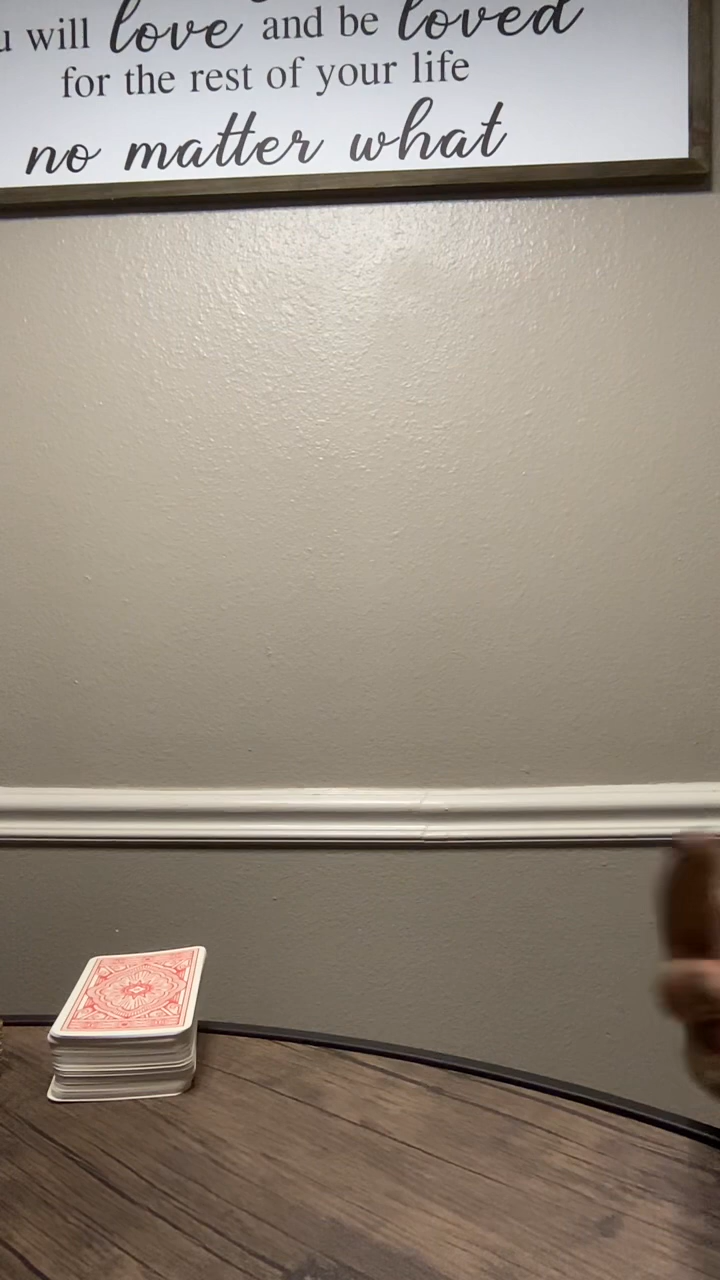 will love and be loved
for the rest of your life
no matter what